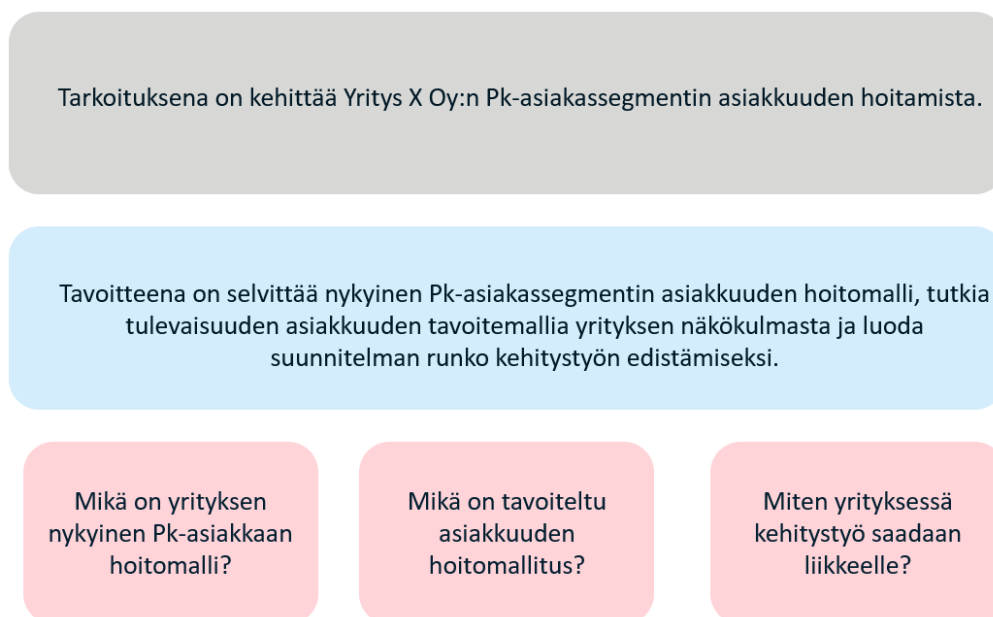 Tarkoituksena on kehittää Yritys X Oy:n Pk-asiakassegmentin asiakkuuden hoitamista.
Tavoitteena on selvittää nykyinen Pk-asiakassegmentin asiakkuuden hoitomalli, tutkia
tulevaisuuden asiakkuuden tavoitemallia yrityksen näkökulmasta ja luoda
suunnitelman runko kehitystyön edistämiseksi.
Mikä on yrityksen
nykyinen Pk-asiakkaan
hoitomalli?
Mikä on tavoiteltu
asiakkuuden
hoitomallitus?
Miten yrityksessä
kehitystyö saadaan
liikkeelle?